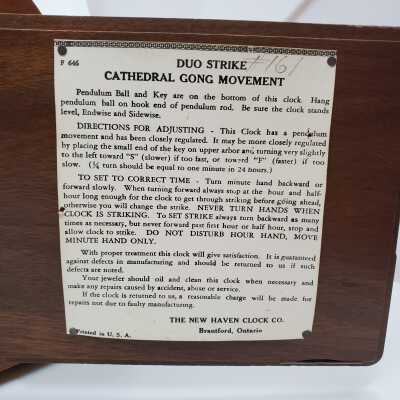 F 646
DUO STRIKE #161
CATHEDRAL GONG MOVEMENT
Pendulum Ball and Key are on the bottom of this clock. Hang
pendulum ball on hook end of pendulum rod. Be sure the clock stands
level, Endwise and Sidewise.
DIRECTIONS FOR ADJUSTING - This Clock has a pendulum
movement and has been closely regulated. It may be more closely regulated
by placing the small end of the key on upper arbor and turning very slightly
to the left toward "S" (slower) if too fast, or toward "F" (faster) if too
slow. (¼ turn should be equal to one minute in 24 hours.)
TO SET TO CORRECT TIME - Turn minute hand backward or
forward slowly. When turning forward always stop at the hour and half-
hour long enough for the clock to get through striking before going ahead,
otherwise you will change the strike. NEVER TURN HANDS WHEN
CLOCK IS STRIKING. To SET STRIKE always turn backward as many
times as necessary, but never forward past first hour or half hour, stop and
allow clock to strike. DO NOT DISTURB HOUR HAND, MOVE
MINUTE HAND ONLY.
With proper treatment this clock will give satisfaction. It is guaranteed
against defects in manufacturing and should be returned to us if such
defects are noted.
Your jeweler should oil and clean this clock when necessary and
make any repairs caused by accident, abuse or service.
If the clock is returned to us, a reasonable charge will be made for
repairs not due to faulty manufacturing.
THE NEW HAVEN CLOCK CO.
Printed in U. S. A. Brantford, Ontario